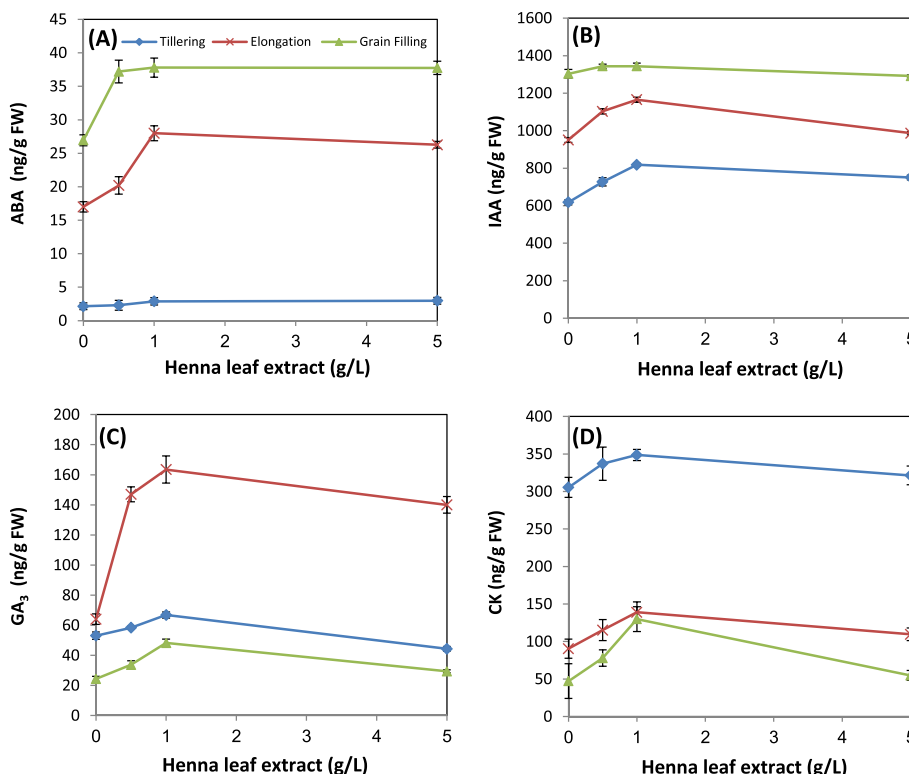 (A)
Tillering Elongation Grain Filling
ABA (ng/g FW)
45
40
35
30
25
20
15
10
5
0
0 1 2 3 4 5
Henna leaf extract (g/L)
(B)
IAA (ng/g FW)
1600
1400
1200
1000
800
600
400
200
0
0 1 2 3 4 5
Henna leaf extract (g/L)
(C)
GA₃ (ng/g FW)
200
180
160
140
120
100
80
60
40
20
0
0 1 2 3 4 5
Henna leaf extract (g/L)
(D)
CK (ng/g FW)
400
350
300
250
200
150
100
50
0
0 1 2 3 4 5
Henna leaf extract (g/L)